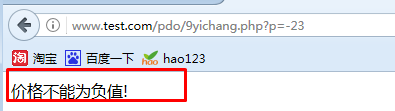 www.test.com/pdo/9yichang.php?p=-23
淘宝 百度一下 hao123
价格不能为负值!